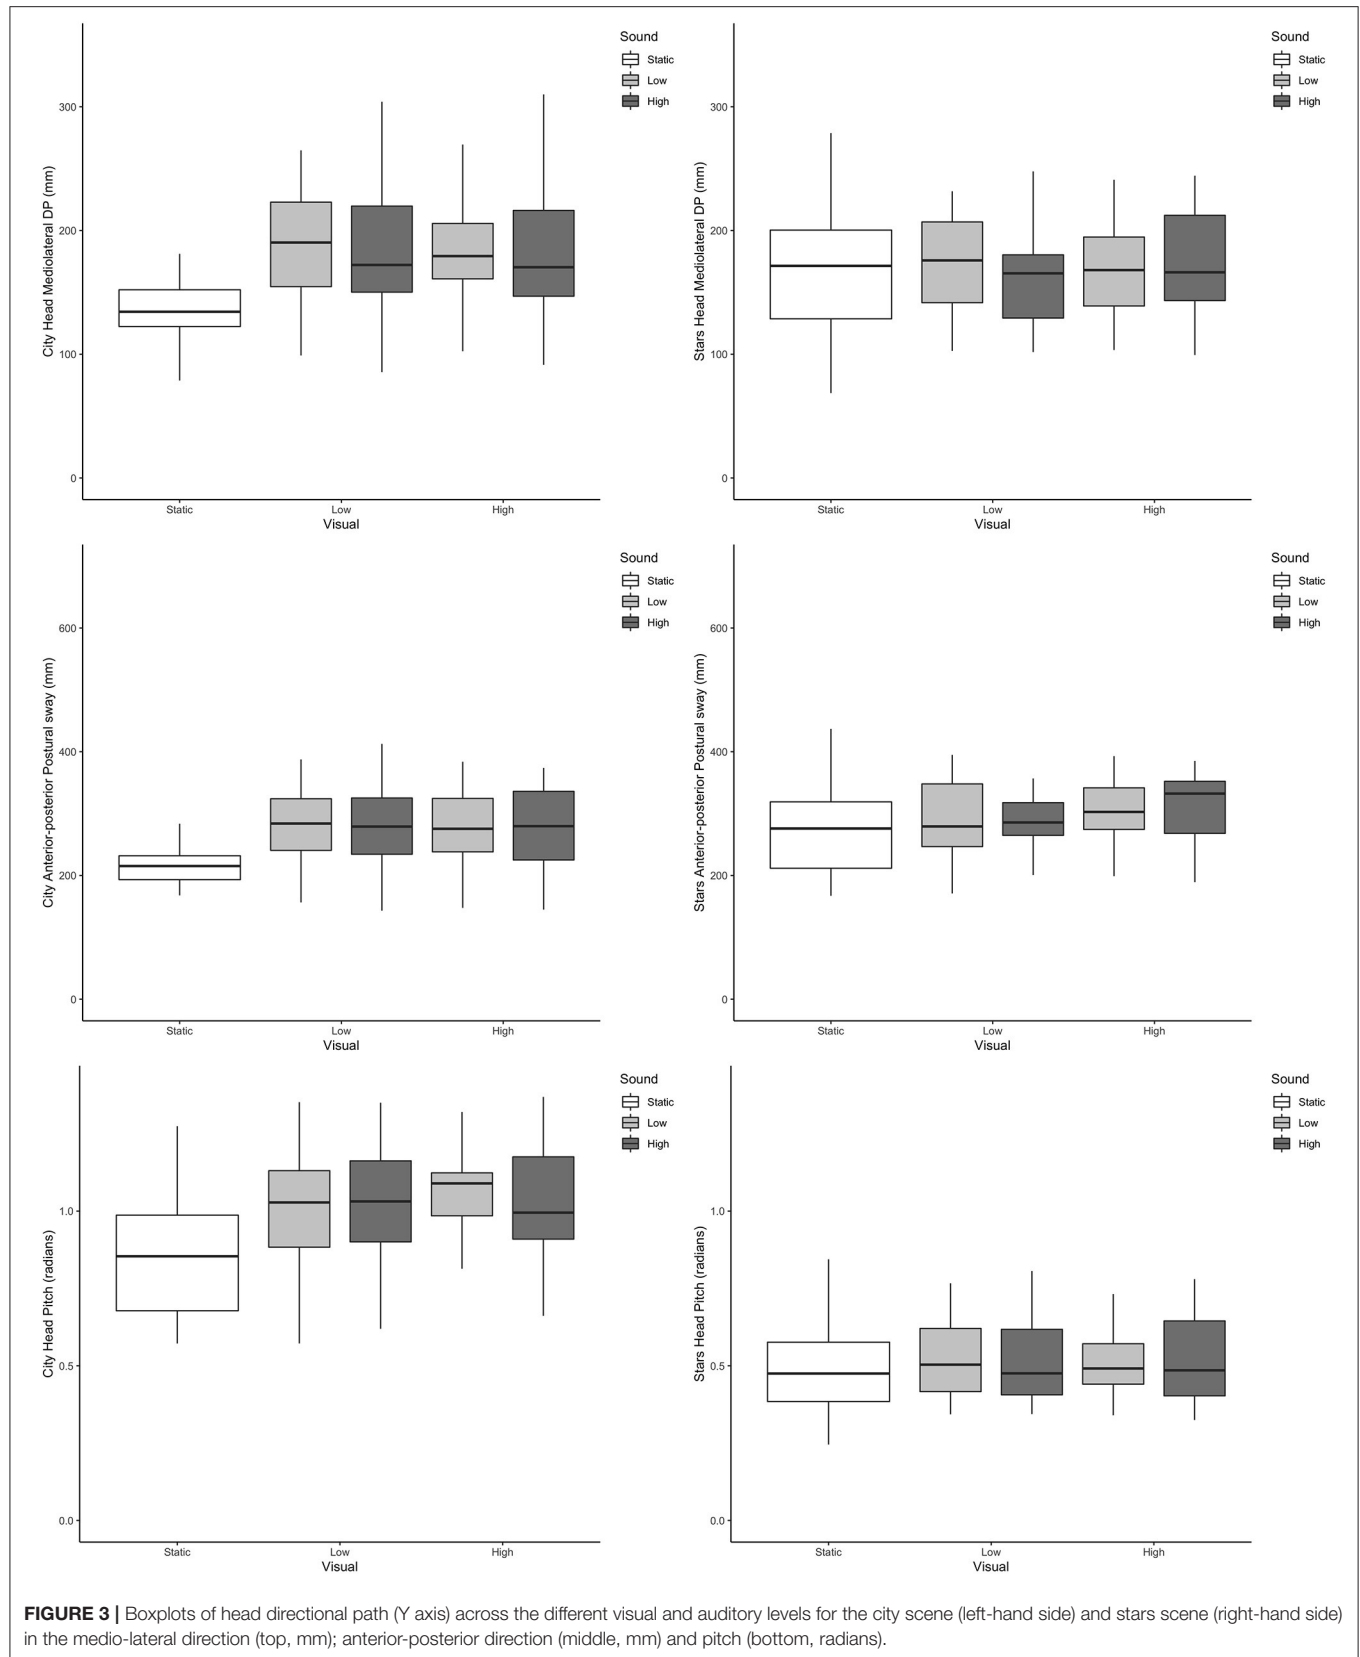 Sound
Static
Low
High
300
200
100
0
City Head Mediolateral DP (mm)
Static
Low
High
Visual
Sound
Static
Low
High
300
200
100
0
Stars Head Mediolateral DP (mm)
Static
Low
High
Visual
Sound
Static
Low
High
600
400
200
0
City Anterior-posterior Postural sway (mm)
Static
Low
High
Visual
Sound
Static
Low
High
600
400
200
0
Stars Anterior-posterior Postural sway (mm)
Static
Low
High
Visual
Sound
Static
Low
High
1.0
0.5
0.0
City Head Pitch (radians)
Static
Low
High
Visual
Sound
Static
Low
High
1.0
0.5
0.0
Stars Head Pitch (radians)
Static
Low
High
Visual
FIGURE 3 | Boxplots of head directional path (Y axis) across the different visual and auditory levels for the city scene (left-hand side) and stars scene (right-hand side)
in the medio-lateral direction (top, mm); anterior-posterior direction (middle, mm) and pitch (bottom, radians).